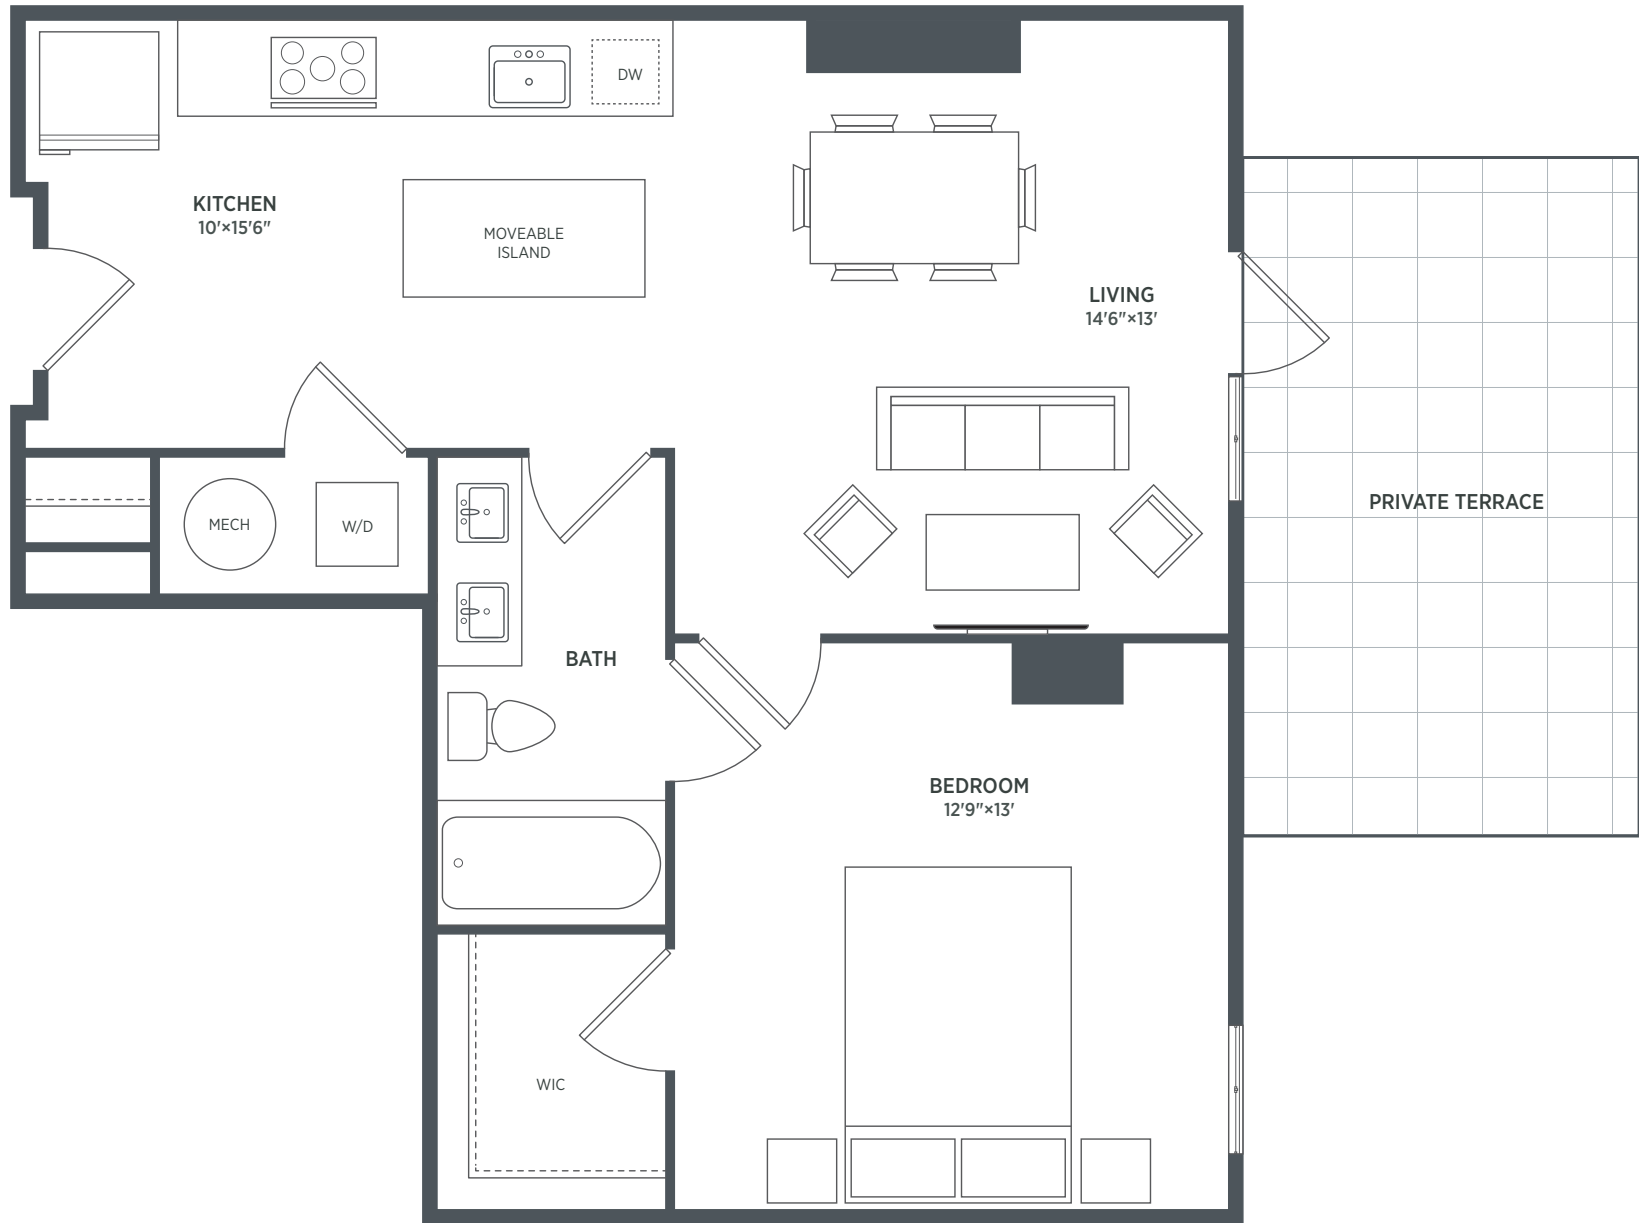 DW
KITCHEN
10'×15'6"
MOVEABLE
ISLAND
LIVING
14'6"×13'
PRIVATE TERRACE
MECH
W/D
BATH
BEDROOM
12'9"×13'
WIC